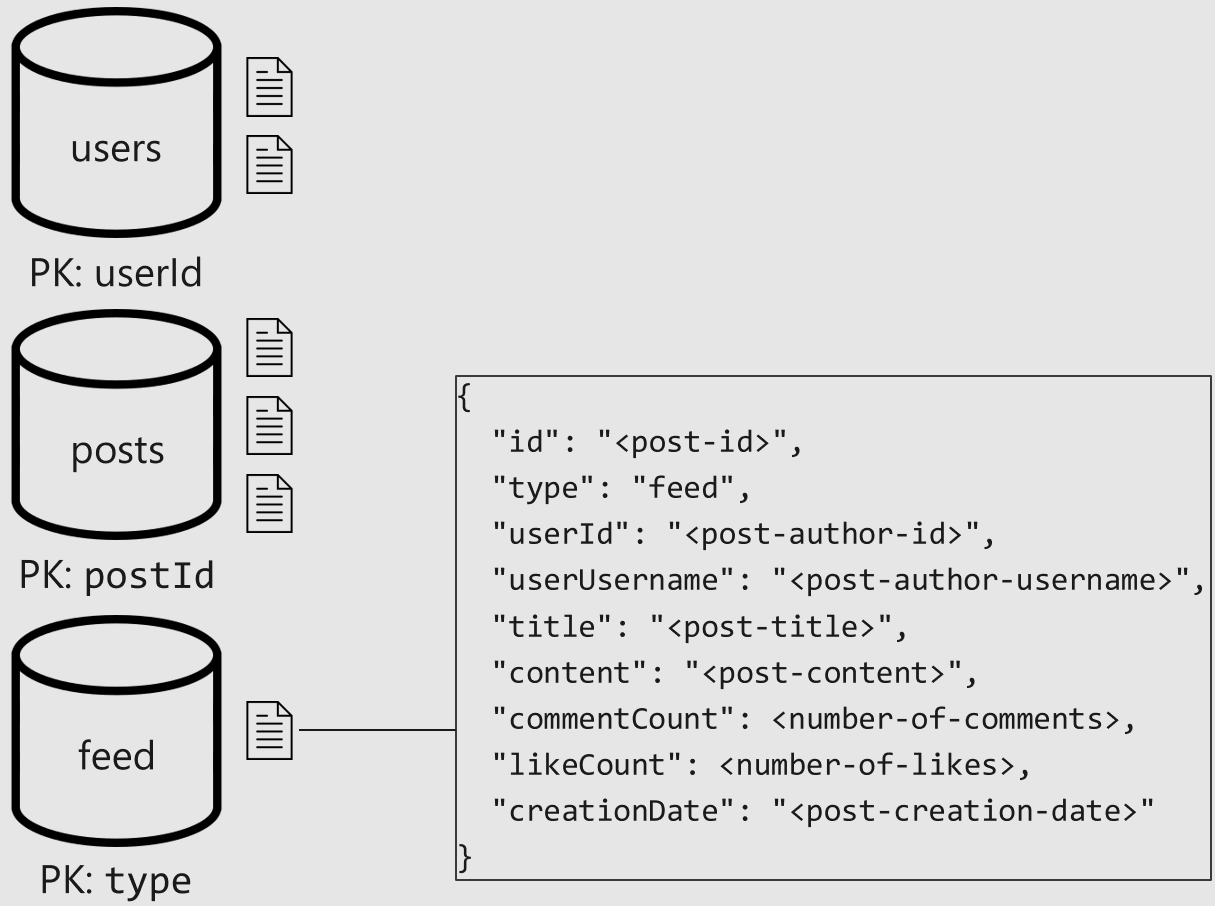 users
PK: userId
posts
PK: postId
feed
PK: type
{
  "id": "<post-id>",
  "type": "feed",
  "userId": "<post-author-id>",
  "userUsername": "<post-author-username>",
  "title": "<post-title>",
  "content": "<post-content>",
  "commentCount": <number-of-comments>,
  "likeCount": <number-of-likes>,
  "creationDate": "<post-creation-date>"
}